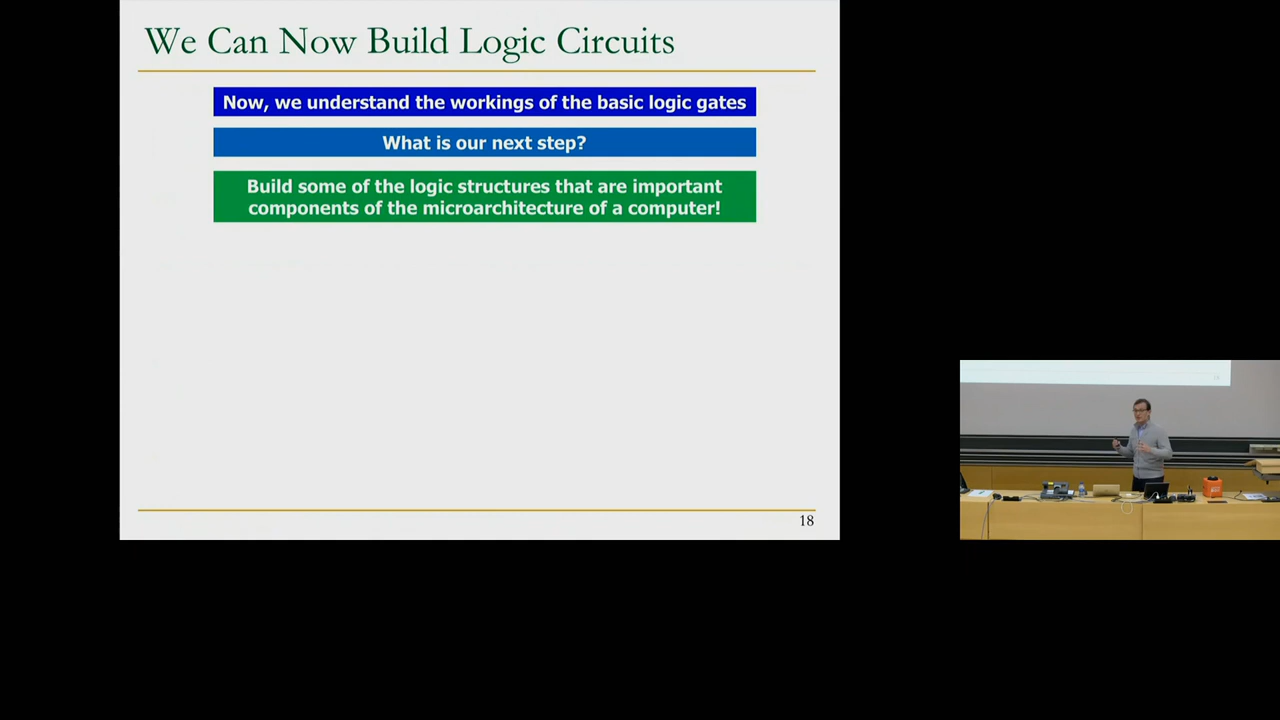 We Can Now Build Logic Circuits
Now, we understand the workings of the basic logic gates
What is our next step?
Build some of the logic structures that are important
components of the microarchitecture of a computer!
18